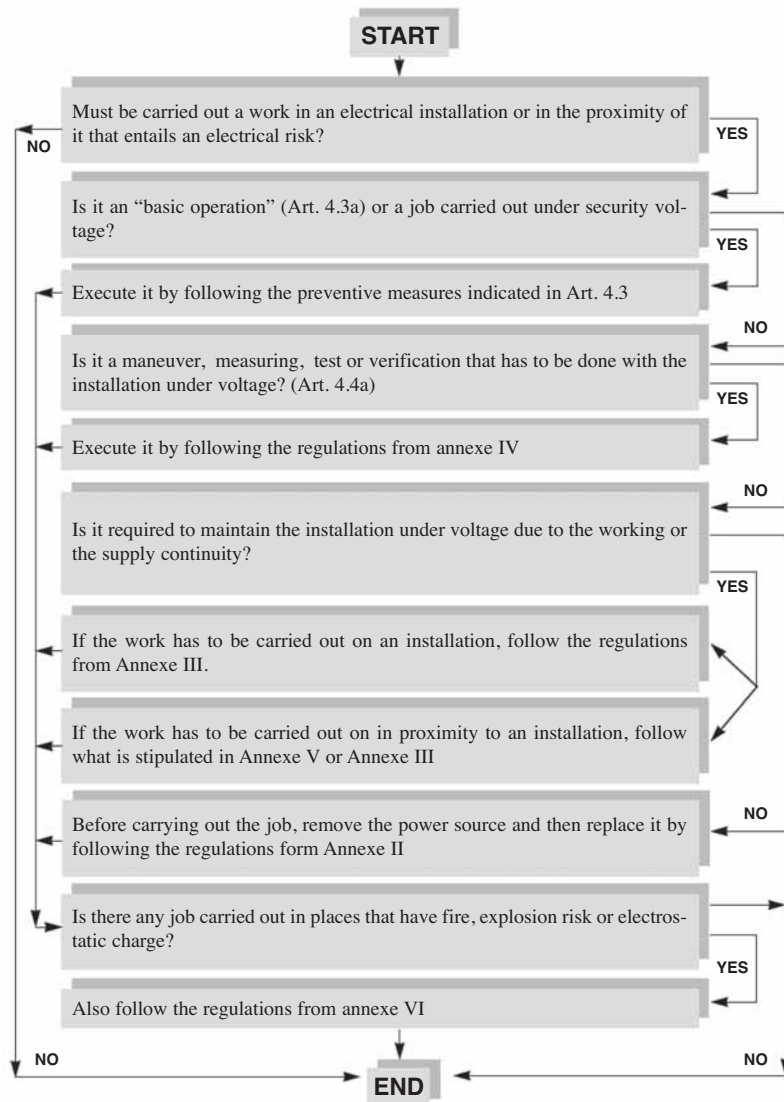 START
Must be carried out a work in an electrical installation or in the proximity of
it that entails an electrical risk?
NO
YES
Is it an “basic operation” (Art. 4.3a) or a job carried out under security vol-
tage?
YES
Execute it by following the preventive measures indicated in Art. 4.3
NO
Is it a maneuver, measuring, test or verification that has to be done with the
installation under voltage? (Art. 4.4a)
YES
Execute it by following the regulations from annexe IV
NO
Is it required to maintain the installation under voltage due to the working or
the supply continuity?
YES
If the work has to be carried out on an installation, follow the regulations
from Annexe III.
If the work has to be carried out on in proximity to an installation, follow
what is stipulated in Annexe V or Annexe III
Before carrying out the job, remove the power source and then replace it by
following the regulations form Annexe II
NO
Is there any job carried out in places that have fire, explosion risk or electros-
tatic charge?
YES
Also follow the regulations from annexe VI
NO
NO
END